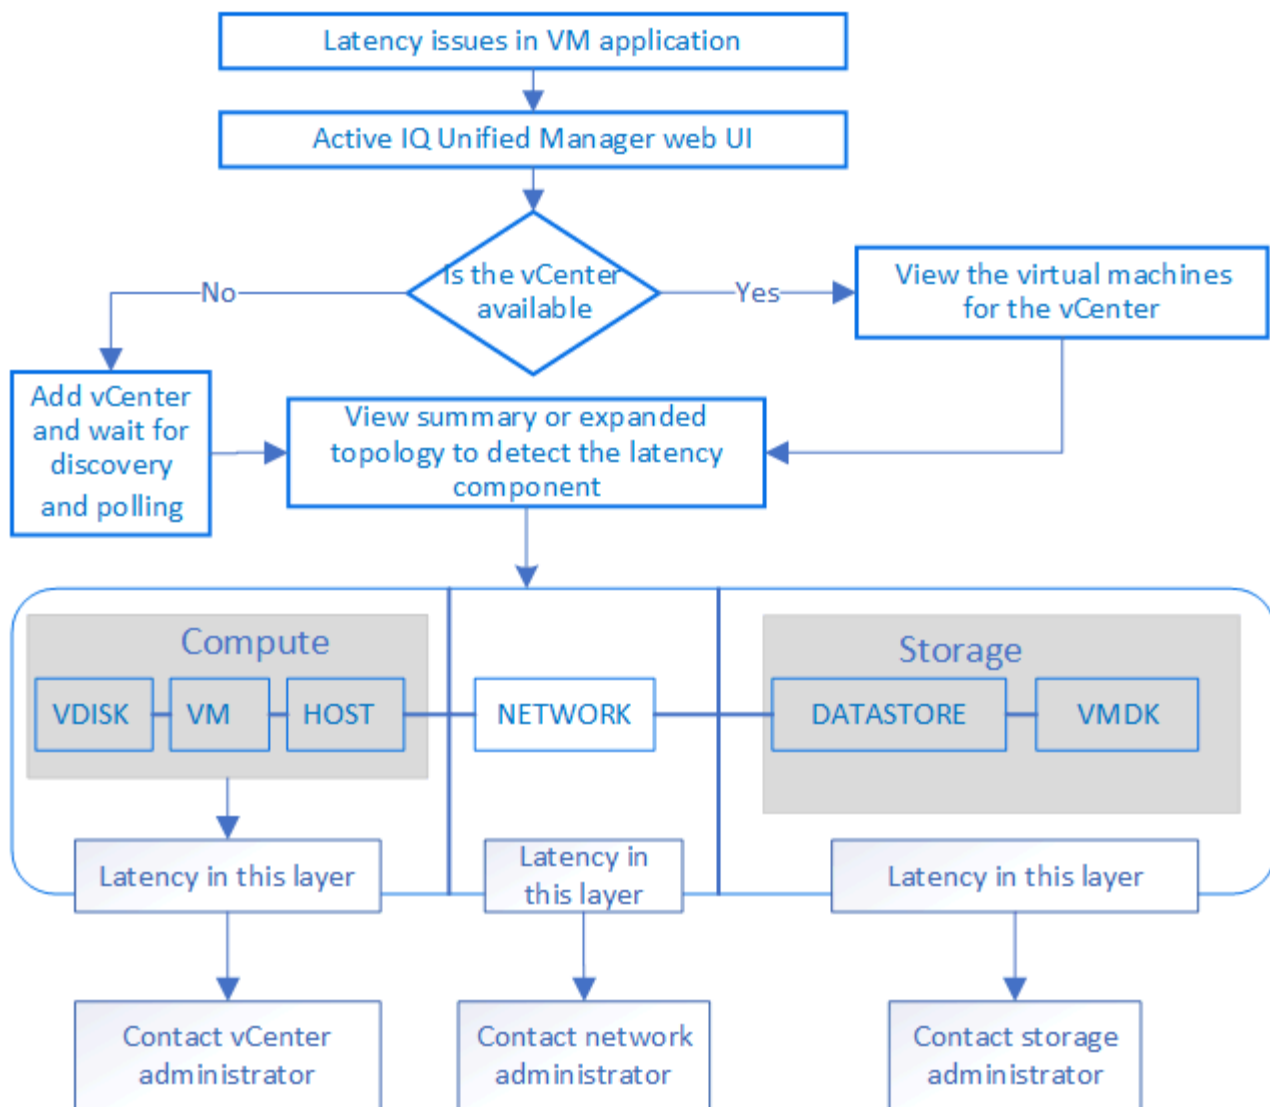 Latency issues in VM application
Active IQ Unified Manager web UI
Is the vCenter
available
No
Yes
View the virtual machines
for the vCenter
Add vCenter
and wait for
discovery
and polling
View summary or expanded
topology to detect the latency
component
Compute
VDISK
VM
HOST
NETWORK
Storage
DATASTORE
VMDK
Latency in this layer
Latency in
this layer
Latency in this layer
Contact vCenter
administrator
Contact network
administrator
Contact storage
administrator